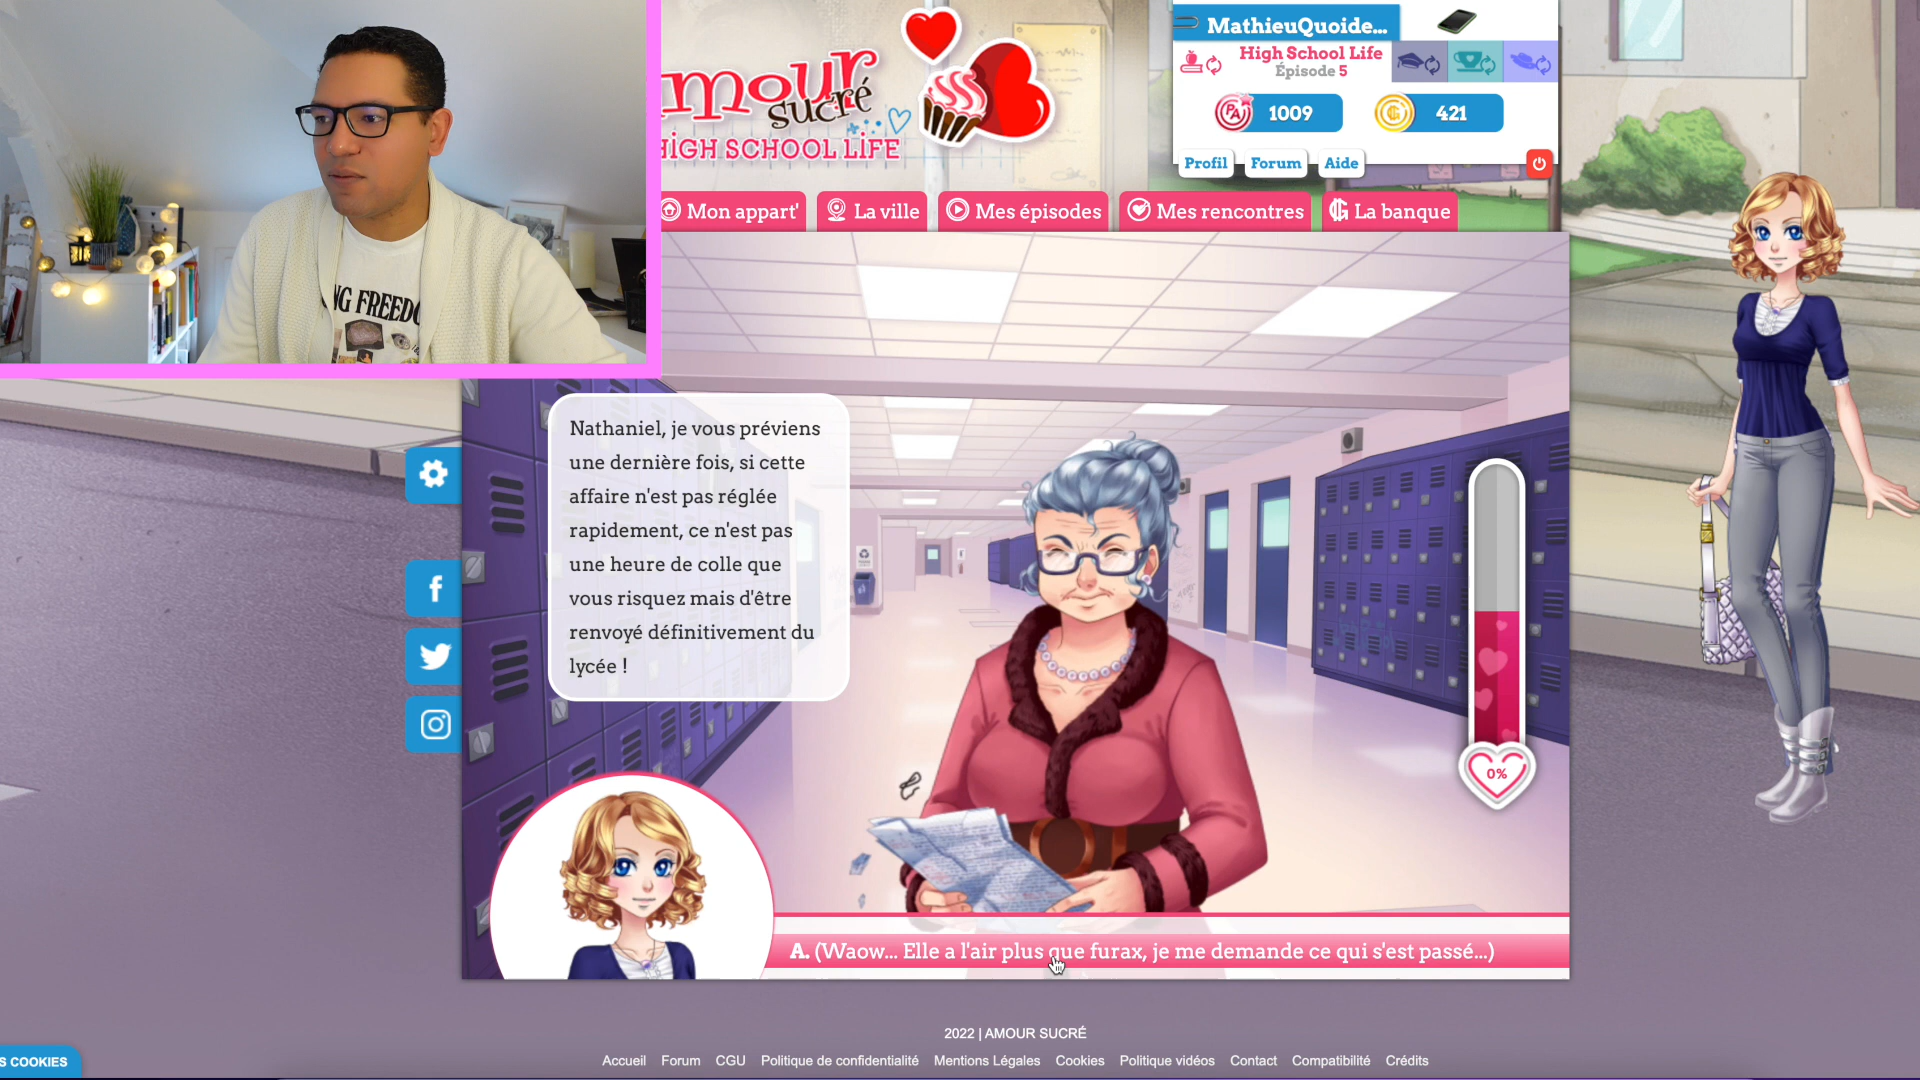 NG FREEDO
mour
sucré
HIGH SCHOOL LIFE
MathieuQuoide...
High School Life
Épisode 5
PA 1009
421
Profil
Forum
Aide
Mon appart'
La ville
Mes épisodes
Mes rencontres
La banque
Nathaniel, je vous préviens
une dernière fois, si cette
affaire n'est pas réglée
rapidement, ce n'est pas
une heure de colle que
vous risquez mais d'être
renvoyé définitivement du
lycée !
0%
A. (Waow... Elle a l'air plus que furax, je me demande ce qui s'est passé...)
2022 | AMOUR SUCRÉ
Accueil Forum CGU Politique de confidentialité Mentions Légales Cookies Politique vidéos Contact Compatibilité Crédits
S COOKIES